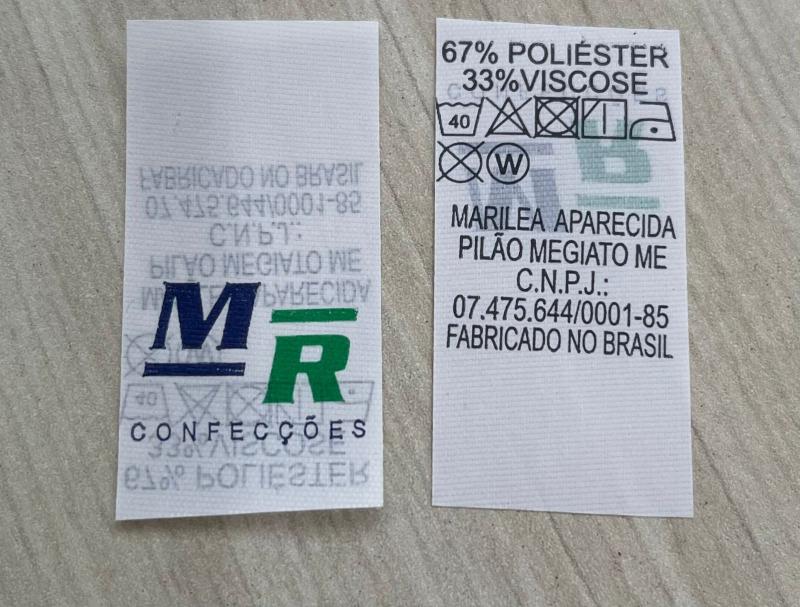 M
R
CONFECÇÕES
67% POLIÉSTER
33%VISCOSE
40
W
MARILEA APARECIDA
PILÃO MEGIATO ME
C.N.P.J.:
07.475.644/0001-85
FABRICADO NO BRASIL